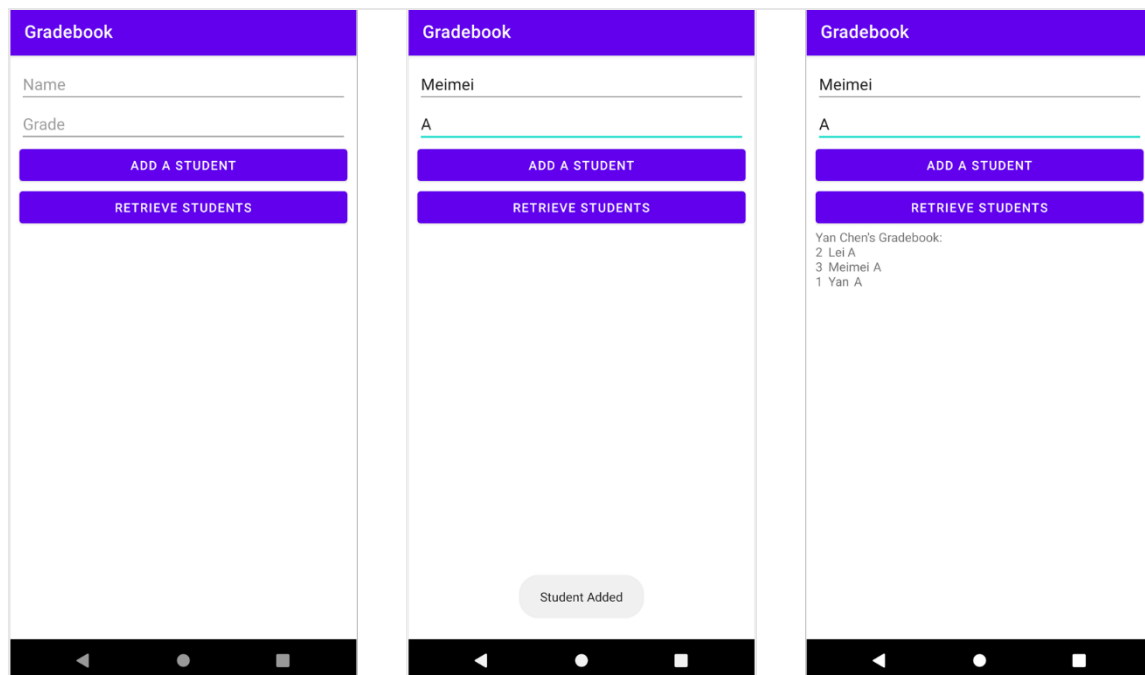 Gradebook
Name
Grade
ADD A STUDENT
RETRIEVE STUDENTS
Gradebook
Meimei
A
ADD A STUDENT
RETRIEVE STUDENTS
Student Added
Gradebook
Meimei
A
ADD A STUDENT
RETRIEVE STUDENTS
Yan Chen's Gradebook:
2 Lei A
3 Meimei A
1 Yan A